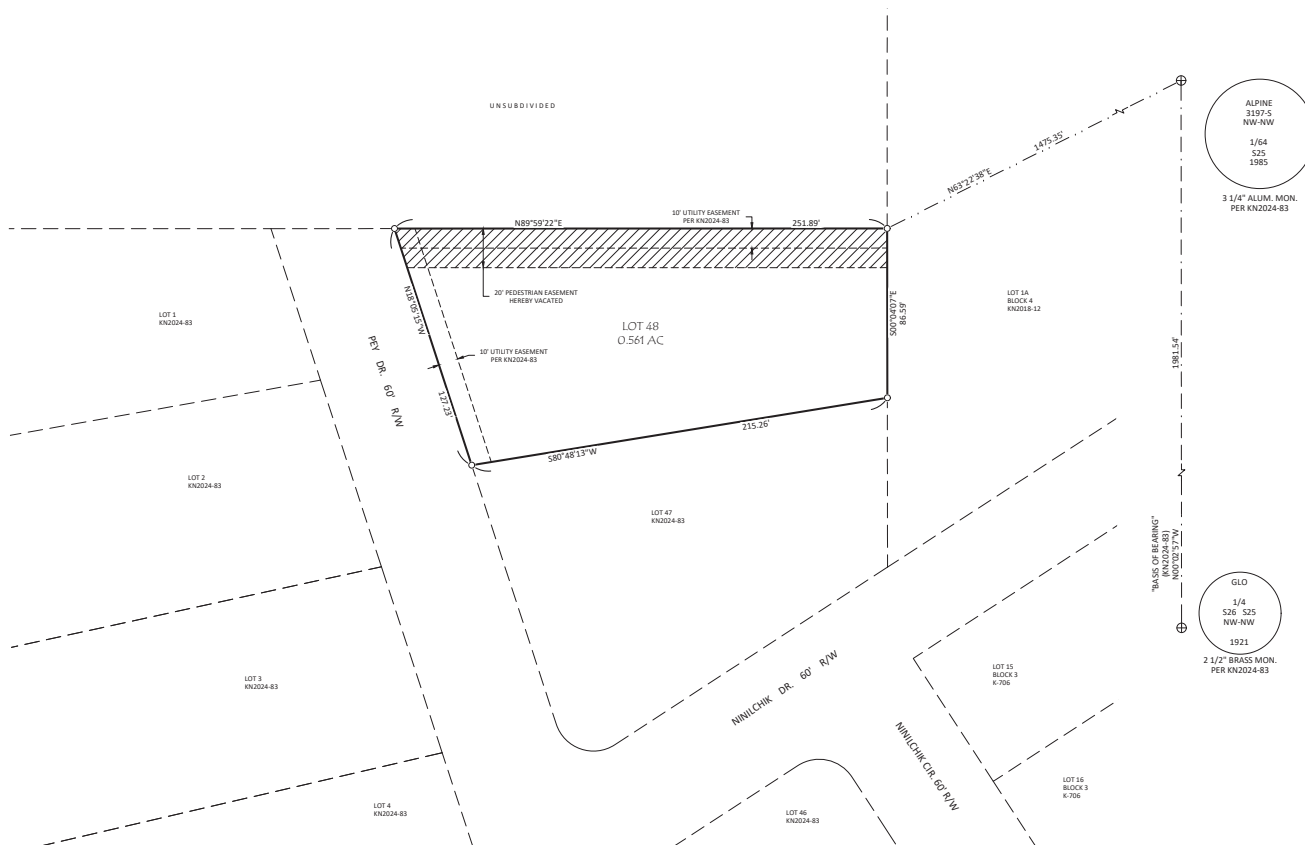 UNSUBDIVIDED
ALPINE
3197-S
NW-NW
1/64
S25
1985
3 1/4" ALUM. MON.
PER KN2024-83
1475.35'
N63°22'38"E
10' UTILITY EASEMENT
PER KN2024-83
N89°59'22"E
251.89'
20' PEDESTRIAN EASEMENT
HEREBY VACATED
LOT 48
0.561 AC
S00°04'07"E
86.59'
LOT 1A
BLOCK 4
KN2018-12
LOT 1
KN2024-83
N18°05'15"W
127.23'
10' UTILITY EASEMENT
PER KN2024-83
PEY DR. 60' R/W
1981.54'
215.26'
S80°48'13"W
LOT 2
KN2024-83
LOT 47
KN2024-83
"BASIS OF BEARING"
(KN2024-83)
N00°02'57"W
GLO
1/4
S26 S25
NW-NW
1921
2 1/2" BRASS MON.
PER KN2024-83
LOT 3
KN2024-83
NINILCHIK DR. 60' R/W
LOT 15
BLOCK 3
K-706
NINILCHIK CIR. 60' R/W
LOT 16
BLOCK 3
K-706
LOT 4
KN2024-83
LOT 46
KN2024-83